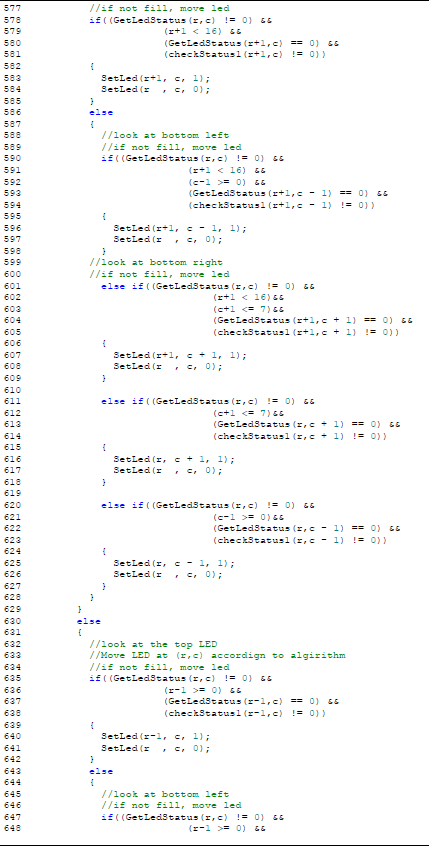 577 //if not fill, move led
578 if((GetLedStatus(r,c) != 0) &&
579 (r+1 < 16) &&
580 (GetLedStatus(r+1,c) == 0) &&
581 (checkStatus1(r+1,c) != 0))
582 {
583 SetLed(r+1, c, 1);
584 SetLed(r , c, 0);
585 }
586 else
587 {
588 //look at bottom left
589 //if not fill, move led
590 if((GetLedStatus(r,c) != 0) &&
591 (r+1 < 16) &&
592 (c-1 >= 0) &&
593 (GetLedStatus(r+1,c - 1) == 0) &&
594 (checkStatus1(r+1,c - 1) != 0))
595 {
596 SetLed(r+1, c - 1, 1);
597 SetLed(r , c, 0);
598 }
599 //look at bottom right
600 //if not fill, move led
601 else if((GetLedStatus(r,c) != 0) &&
602 (r+1 < 16)&&
603 (c+1 <= 7)&&
604 (GetLedStatus(r+1,c + 1) == 0) &&
605 (checkStatus1(r+1,c + 1) != 0))
606 {
607 SetLed(r+1, c + 1, 1);
608 SetLed(r , c, 0);
609 }
610
611 else if((GetLedStatus(r,c) != 0) &&
612 (c+1 <= 7)&&
613 (GetLedStatus(r,c + 1) == 0) &&
614 (checkStatus1(r,c + 1) != 0))
615 {
616 SetLed(r, c + 1, 1);
617 SetLed(r , c, 0);
618 }
619
620 else if((GetLedStatus(r,c) != 0) &&
621 (c-1 >= 0)&&
622 (GetLedStatus(r,c - 1) == 0) &&
623 (checkStatus1(r,c - 1) != 0))
624 {
625 SetLed(r, c - 1, 1);
626 SetLed(r , c, 0);
627 }
628 }
629 }
630 else
631 {
632 //look at the top LED
633 //Move LED at (r,c) accordign to algirithm
634 //if not fill, move led
635 if((GetLedStatus(r,c) != 0) &&
636 (r-1 >= 0) &&
637 (GetLedStatus(r-1,c) == 0) &&
638 (checkStatus1(r-1,c) != 0))
639 {
640 SetLed(r-1, c, 1);
641 SetLed(r , c, 0);
642 }
643 else
644 {
645 //look at bottom left
646 //if not fill, move led
647 if((GetLedStatus(r,c) != 0) &&
648 (r-1 >= 0) &&